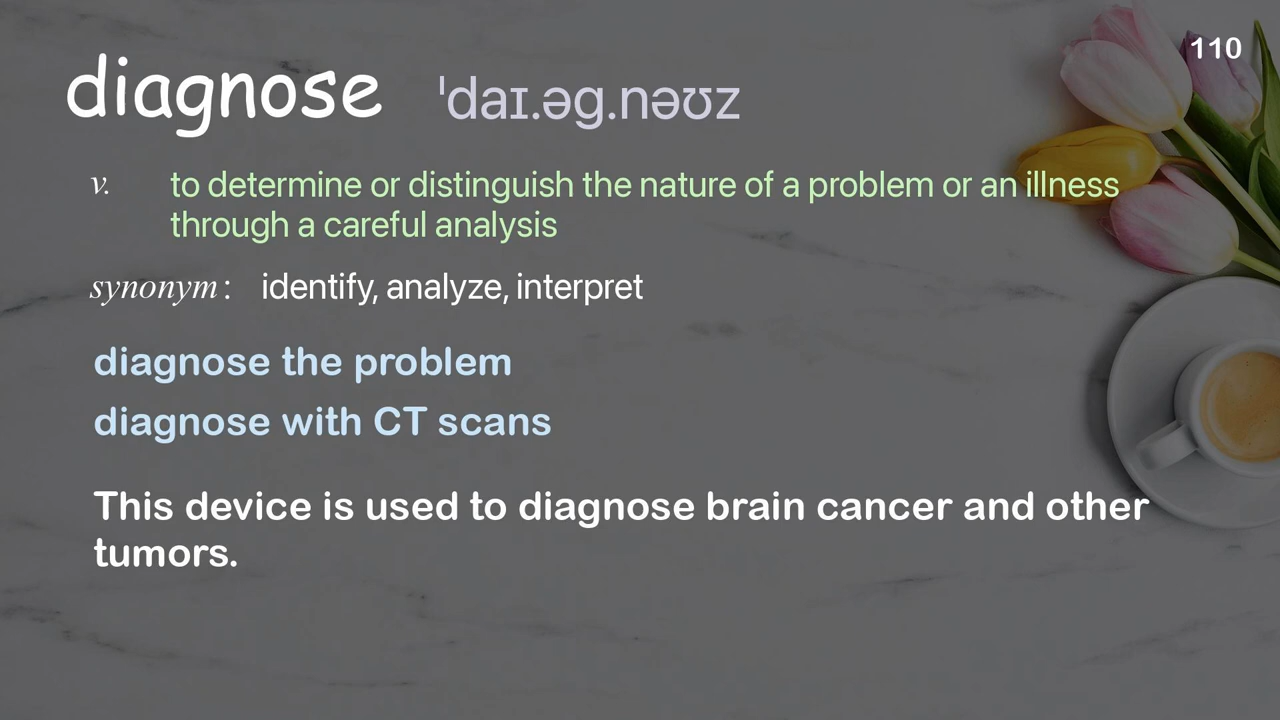 110
diagnose ˈdaɪ.əg.nəʊz
v. to determine or distinguish the nature of a problem or an illness
through a careful analysis
synonym: identify, analyze, interpret
diagnose the problem
diagnose with CT scans
This device is used to diagnose brain cancer and other
tumors.